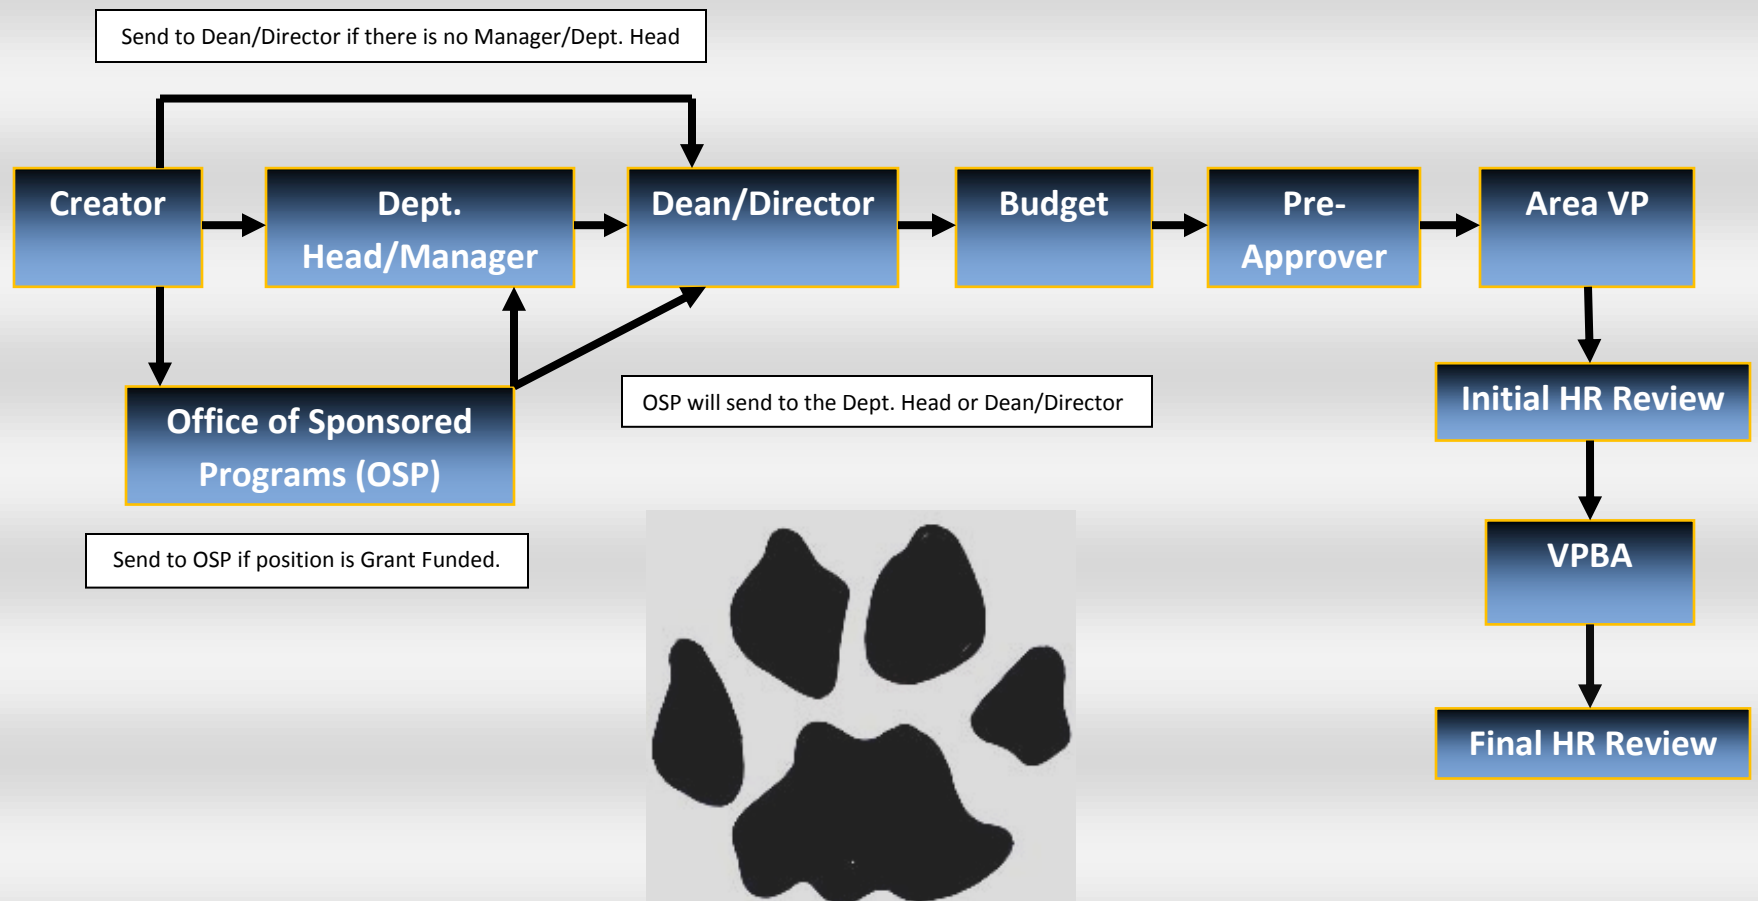 Send to Dean/Director if there is no Manager/Dept. Head
Creator
Dept.
Head/Manager
Dean/Director
Budget
Pre-
Approver
Area VP
Office of Sponsored
Programs (OSP)
OSP will send to the Dept. Head or Dean/Director
Initial HR Review
Send to OSP if position is Grant Funded.
VPBA
Final HR Review